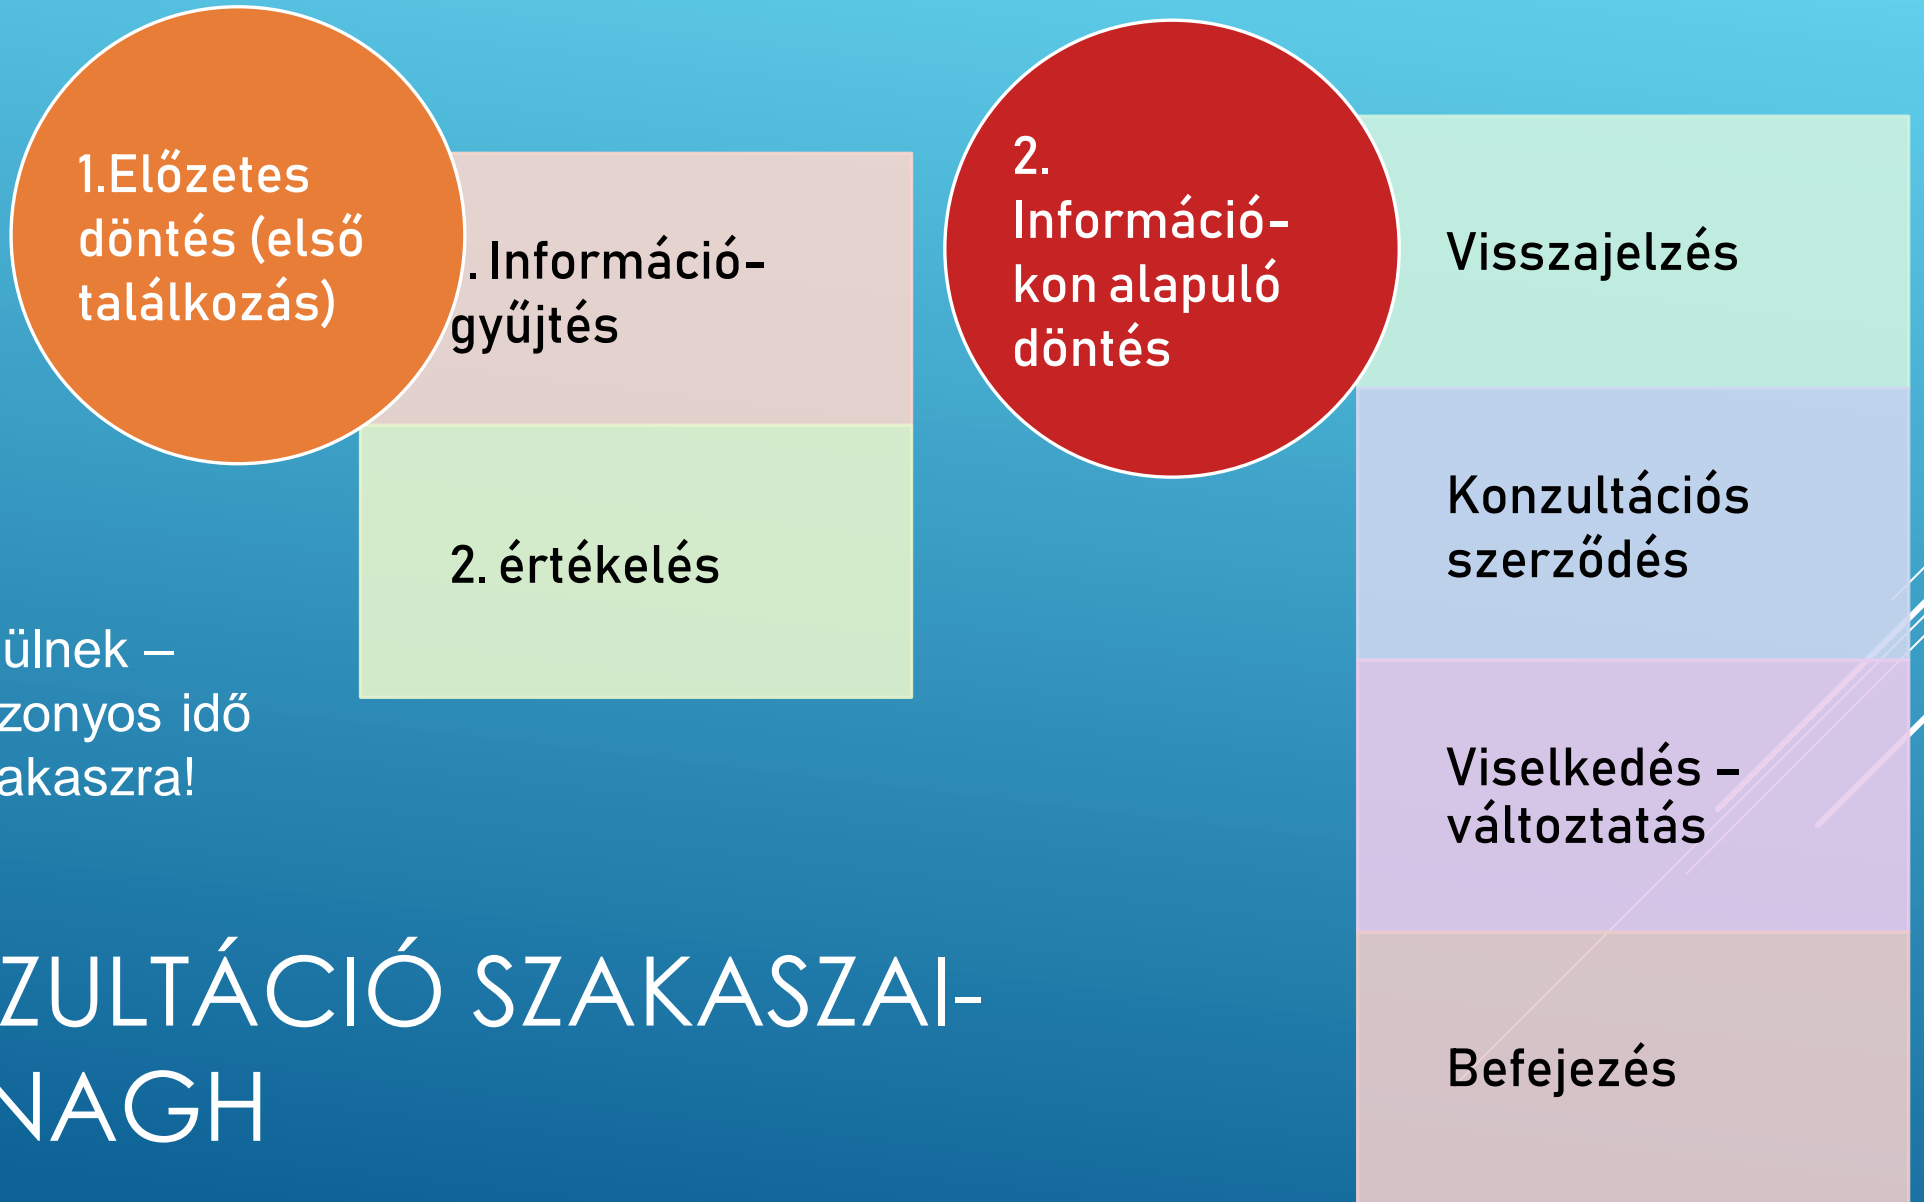 1.Előzetes
döntés (első
találkozás)
. Információ-
gyűjtés
2. értékelés
2.
Információ-
kon alapuló
döntés
Visszajelzés
Konzultációs
szerződés
Viselkedés –
változtatás
Befejezés
ülnek –
zonyos idő
akaszra!
ZULTÁCIÓ SZAKASZAI-
NAGH